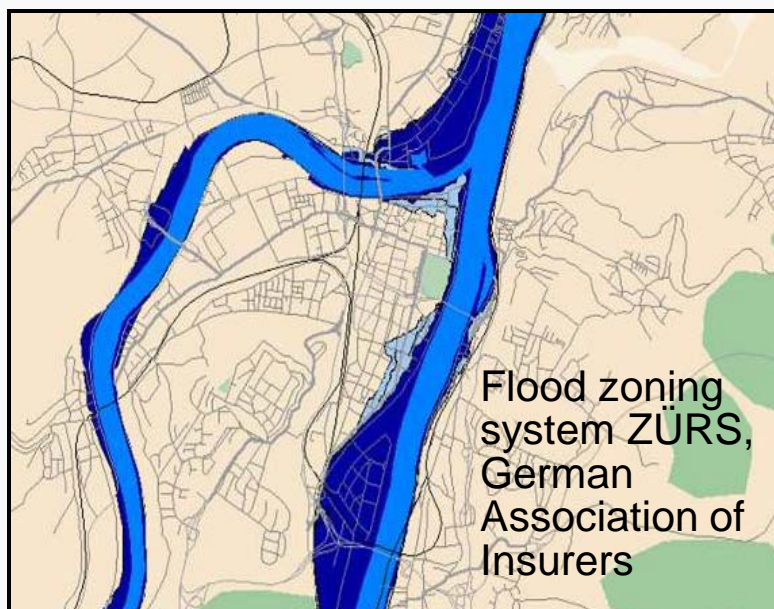 Flood zoning
system ZÜRS,
German
Association of
Insurers